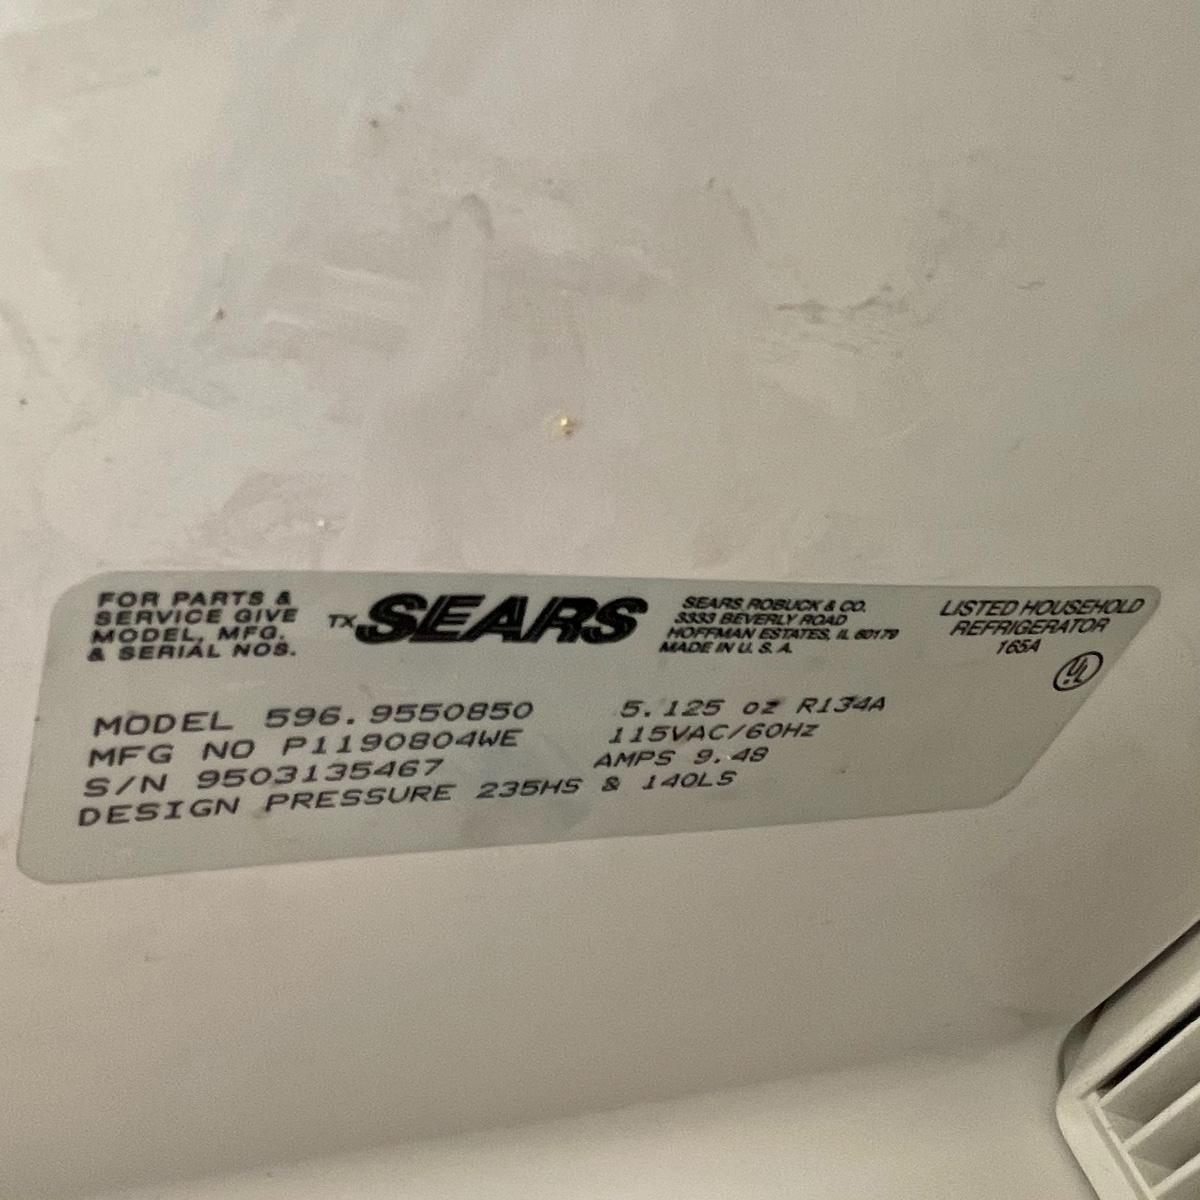 FOR PARTS &
SERVICE GIVE
MODEL, MFG.
& SERIAL NOS.
TX SEARS
SEARS, ROBUCK & CO.
3333 BEVERLY ROAD
HOFFMAN ESTATES, IL 60179
MADE IN U. S. A.
LISTED HOUSEHOLD
REFRIGERATOR
165A
UL
MODEL 596.9550850
MFG NO P1190804WE
S/N 9503135467
5.125 oz R134A
115VAC/60Hz
AMPS 9.49
DESIGN PRESSURE 235HS & 140LS